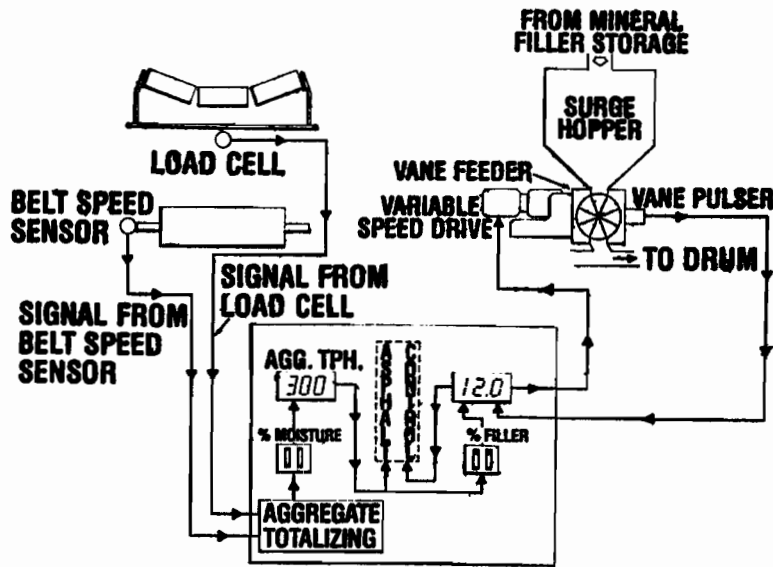 FROM MINERAL
FILLER STORAGE
SURGE
HOPPER
LOAD CELL
VANE FEEDER
VARIABLE
SPEED DRIVE
VANE PULSER
BELT SPEED
SENSOR
TO DRUM
SIGNAL FROM
LOAD CELL
SIGNAL FROM
BELT SPEED
SENSOR
AGG. TPH.
300
ASPHALT
12.0
% MOISTURE
% FILLER
00
00
AGGREGATE
TOTALIZING